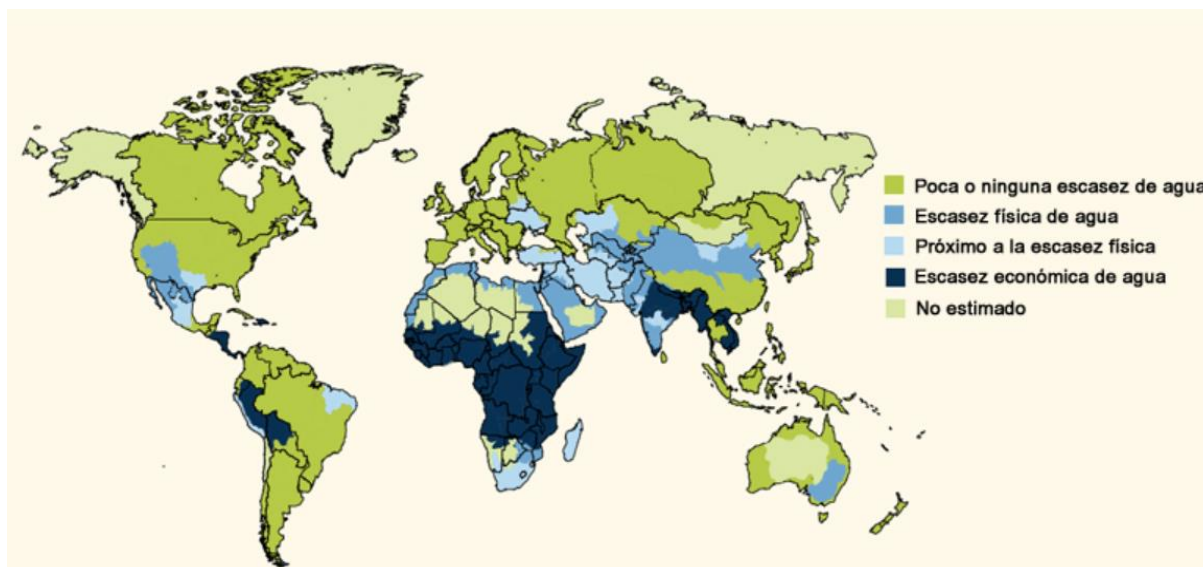 Poca o ninguna escasez de agua
Escasez física de agua
Próximo a la escasez física
Escasez económica de agua
No estimado